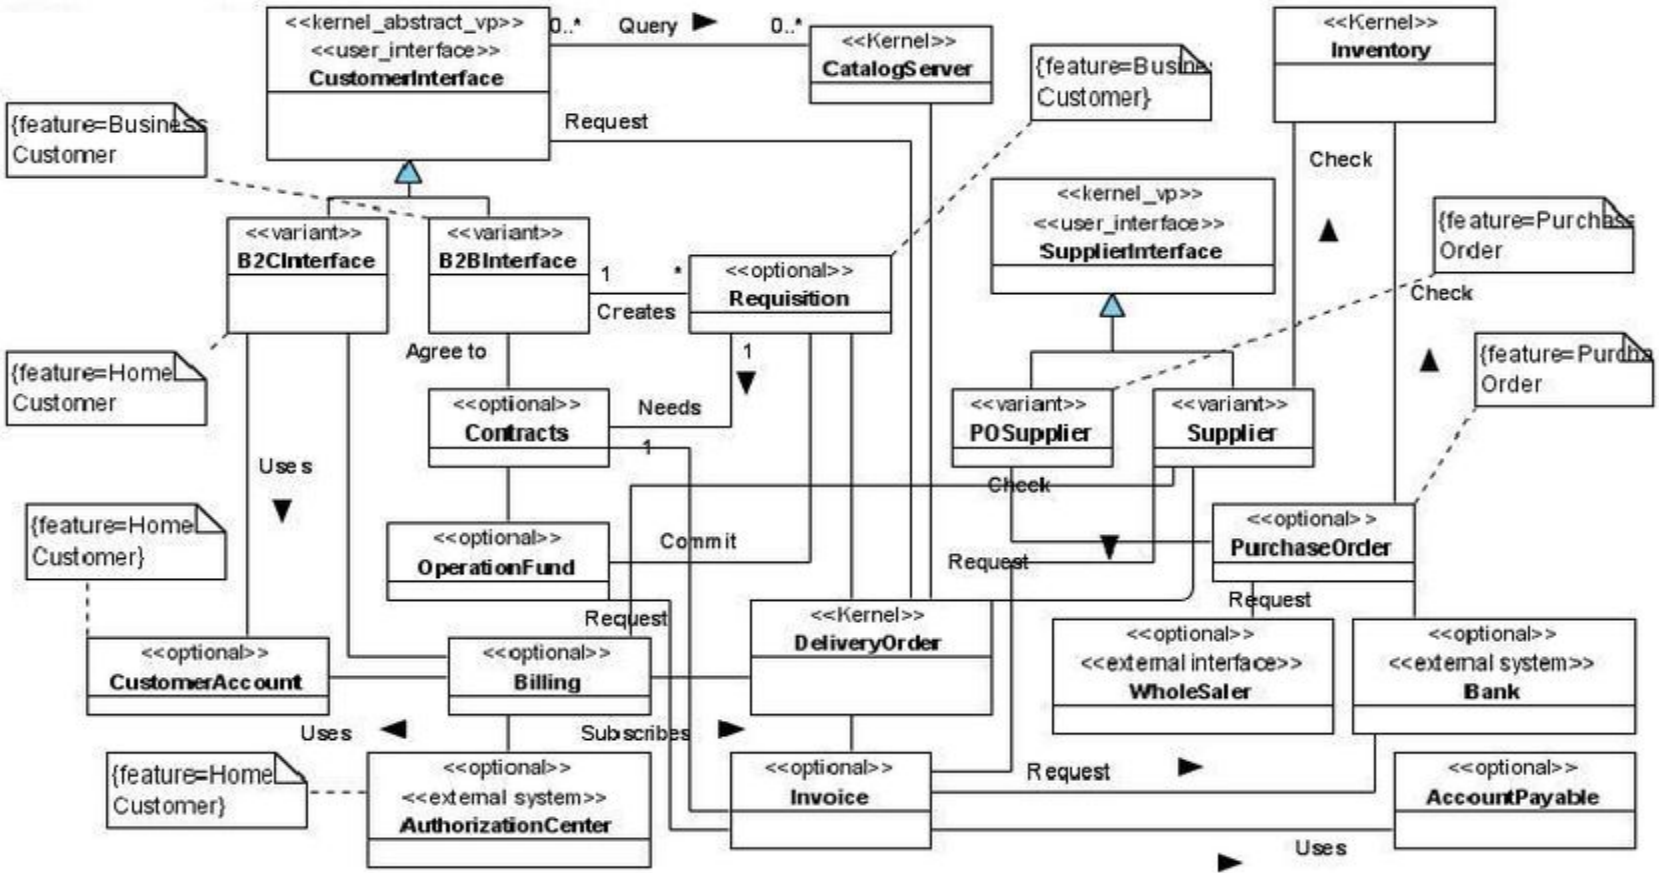 <<kernel_abstract_vp>>
<<user_interface>>
CustomerInterface
0..*
Query
0..*
<<Kernel>>
CatalogServer
<<Kernel>>
Inventory
{feature=Busine
Customer}
{feature=Business
Customer
Request
Check
<<kernel_vp>>
<<user_interface>>
SupplierInterface
{feature=Purchase
Order
<<variant>>
B2CInterface
<<variant>>
B2BInterface
1
*
Creates
<<optional>>
Requisition
Check
{feature=Home
Customer
Agree to
1
{feature=Purcha
Order
<<optional>>
Contracts
Needs
1
<<variant>>
POSupplier
<<variant>>
Supplier
Uses
Check
{feature=Home
Customer}
<<optional>>
OperationFund
Commit
Request
<<optional>>
PurchaseOrder
Request
Request
<<Kernel>>
DeliveryOrder
<<optional>>
CustomerAccount
<<optional>>
Billing
<<optional>>
<<external interface>>
WholeSaler
<<optional>>
<<external system>>
Bank
Uses
Subscribes
{feature=Home
Customer}
<<optional>>
<<external system>>
AuthorizationCenter
<<optional>>
Invoice
Request
<<optional>>
AccountPayable
Uses